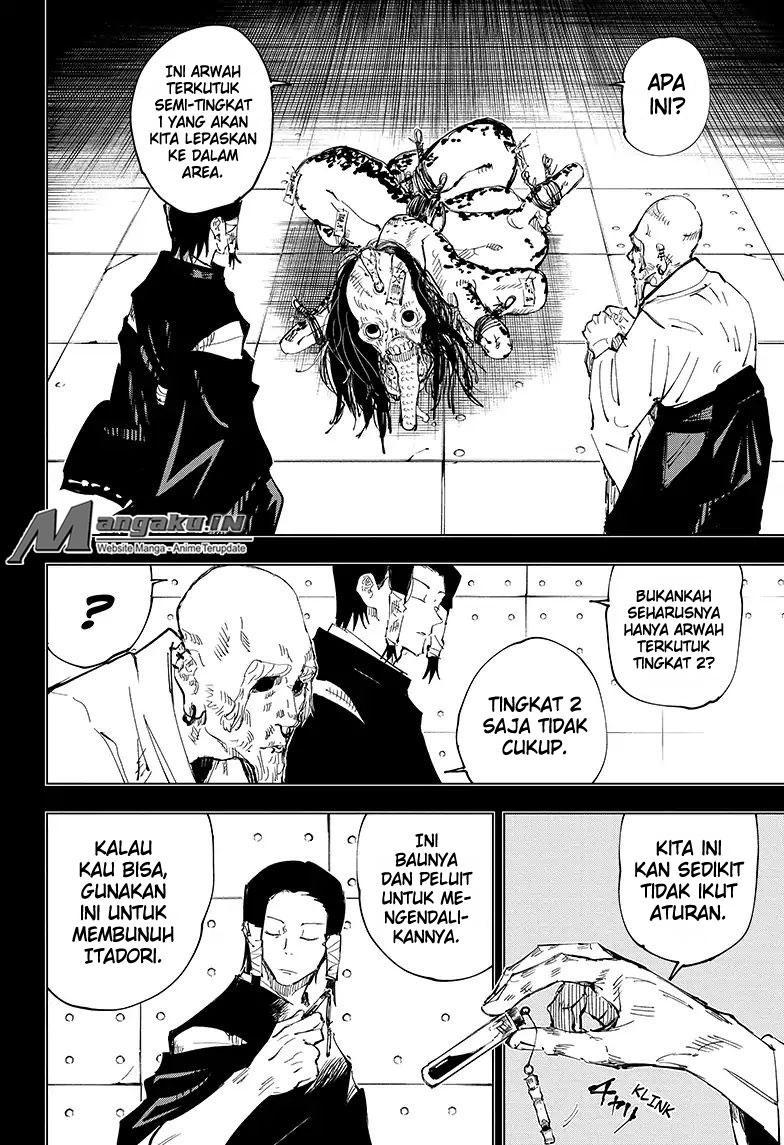 APA
INI?
INI ARWAH
TERKUTUK
SEMI-TINGKAT
1 YANG AKAN
KITA LEPASKAN
KE DALAM
AREA.
Mangaku.IN
Website Manga - Anime Terupdate
BUKANKAH
SEHARUSNYA
HANYA ARWAH
TERKUTUK
TINGKAT 2?
TINGKAT 2
SAJA TIDAK
CUKUP.
?
KITA INI
KAN SEDIKIT
TIDAK IKUT
ATURAN.
KLINK
INI
BAUNYA
DAN PELUIT
UNTUK ME-
NGENDALI-
KANNYA.
KALAU
KAU BISA,
GUNAKAN
INI UNTUK
MEMBUNUH
ITADORI.